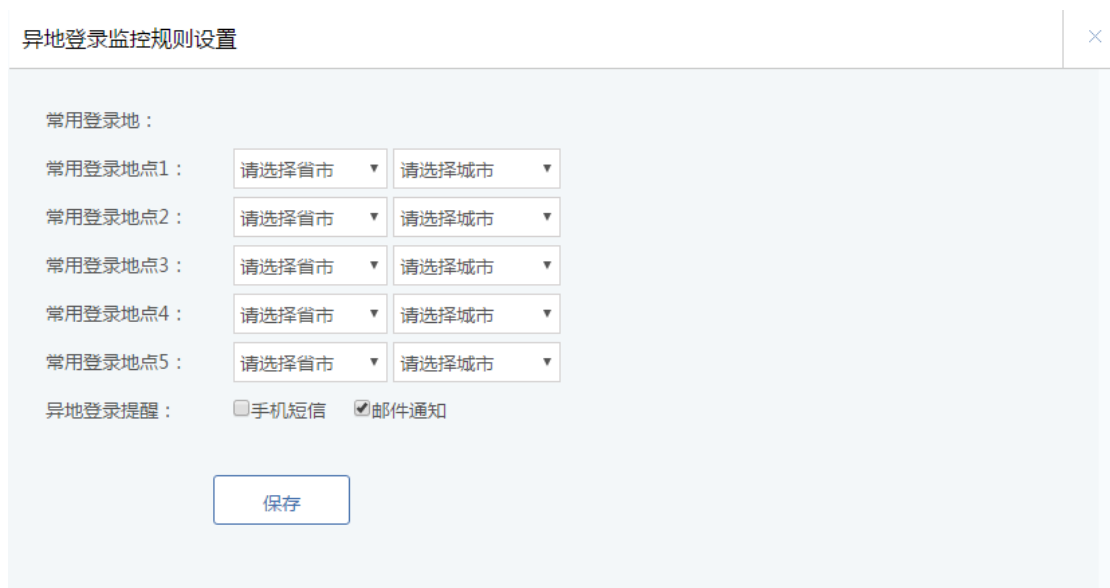 异地登录监控规则设置
常用登录地：
常用登录地点1： 请选择省市 请选择城市
常用登录地点2： 请选择省市 请选择城市
常用登录地点3： 请选择省市 请选择城市
常用登录地点4： 请选择省市 请选择城市
常用登录地点5： 请选择省市 请选择城市
异地登录提醒： 手机短信 邮件通知
保存